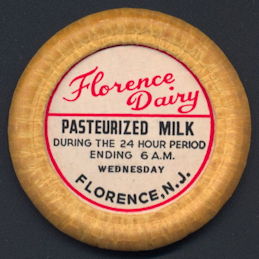 Florence
Dairy
PASTEURIZED MILK
DURING THE 24 HOUR PERIOD
ENDING 6 A.M.
WEDNESDAY
FLORENCE, N.J.